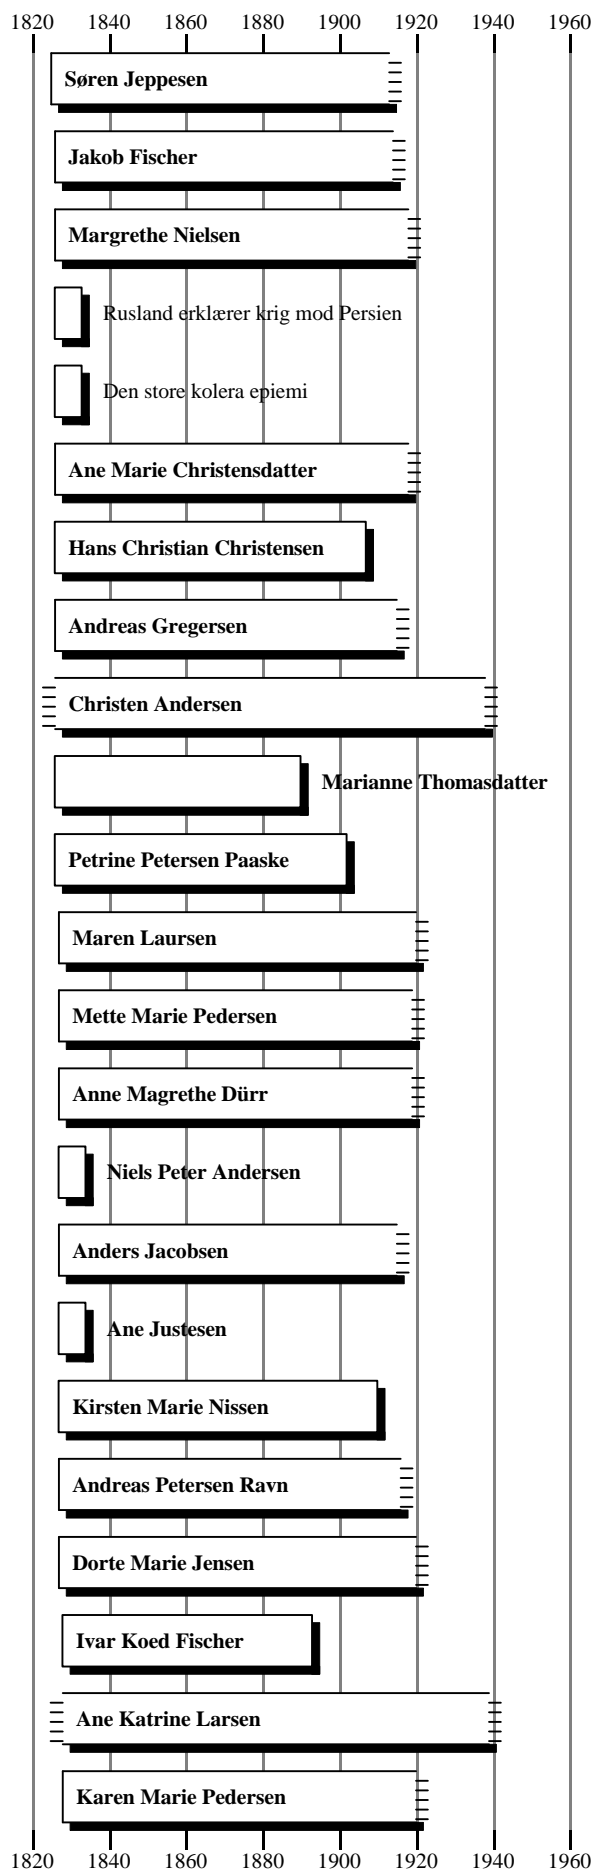 1820 1840 1860 1880 1900 1920 1940 1960
Søren Jeppesen
Jakob Fischer
Margrethe Nielsen
Rusland erklærer krig mod Persien
Den store kolera epiemi
Ane Marie Christensdatter
Hans Christian Christensen
Andreas Gregersen
Christen Andersen
Marianne Thomasdatter
Petrine Petersen Paaske
Maren Laursen
Mette Marie Pedersen
Anne Magrethe Dürr
Niels Peter Andersen
Anders Jacobsen
Ane Justesen
Kirsten Marie Nissen
Andreas Petersen Ravn
Dorte Marie Jensen
Ivar Koed Fischer
Ane Katrine Larsen
Karen Marie Pedersen
1820 1840 1860 1880 1900 1920 1940 1960